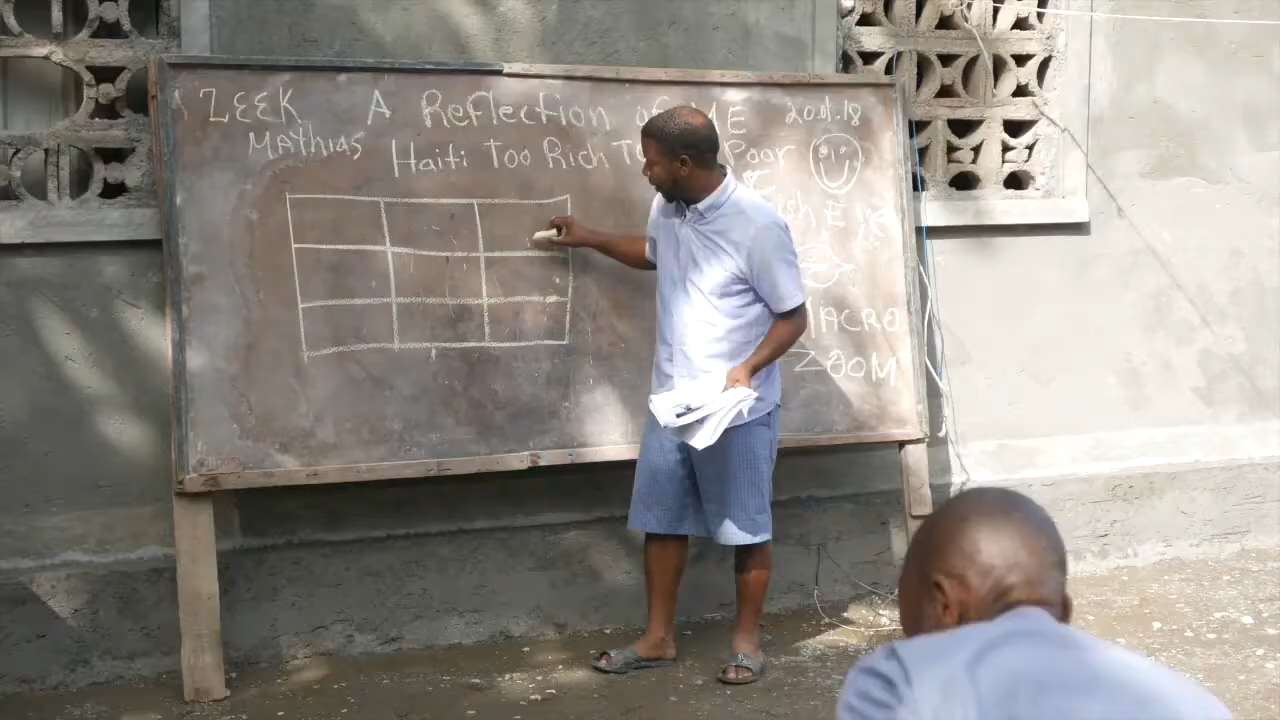 ZEEK A Reflection of ME 20.01.18
Mathias Haiti Too Rich To Poor
MACRO
ZOOM